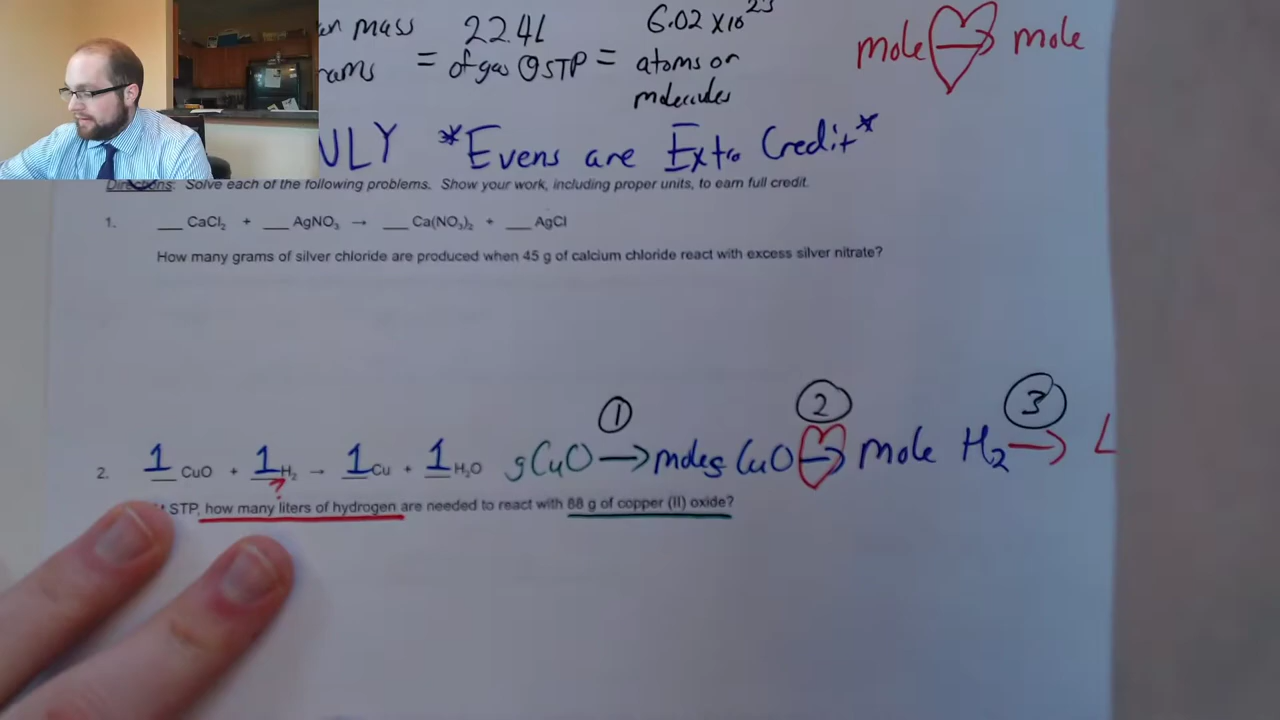 mass = 22.4L = 6.02 x10²³
of gas @STP atoms or
molecules
mole → mole
*Evens are Extra Credit*
Directions: Solve each of the following problems. Show your work, including proper units, to earn full credit.
1. ___ CaCl₂ + ___ AgNO₃ → ___ Ca(NO₃)₂ + ___ AgCl
How many grams of silver chloride are produced when 45 g of calcium chloride react with excess silver nitrate?
① ② ③
2. 1 CuO + 1 H₂ → 1 Cu + 1 H₂O gCuO → moles CuO → mole H₂ → L
?
STP, how many liters of hydrogen are needed to react with 88 g of copper (II) oxide?